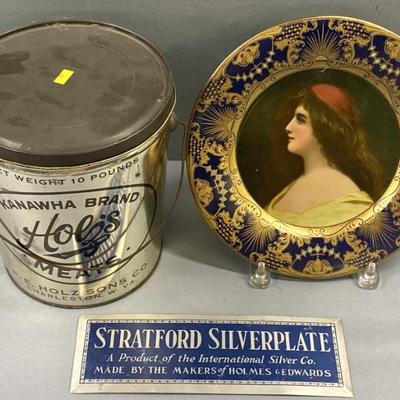 NET WEIGHT 10 POUNDS
KANAWHA BRAND
Holz's
MEATS
HOLZ SONS CO.
CHARLESTON, W. VA.
STRATFORD SILVERPLATE
A Product of the International Silver Co.
MADE BY THE MAKERS of HOLMES & EDWARDS